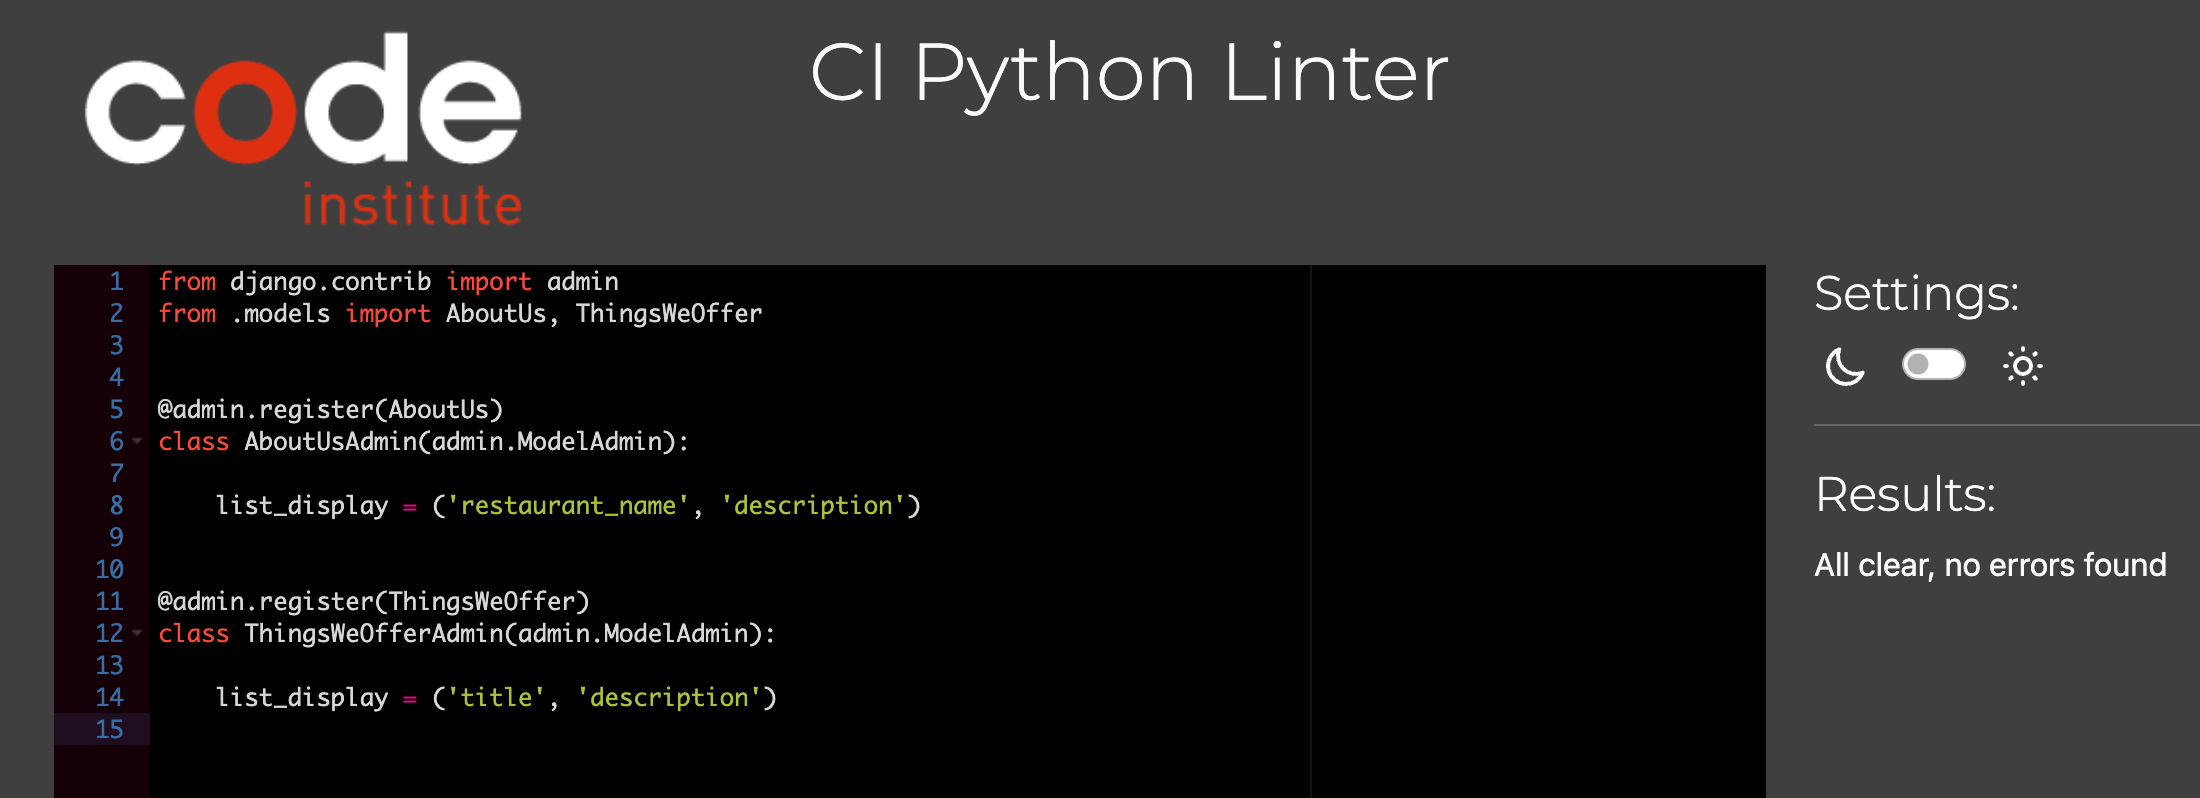 code
institute
CI Python Linter
1 from django.contrib import admin
2 from .models import AboutUs, ThingsWeOffer
3
4
5 @admin.register(AboutUs)
6 class AboutUsAdmin(admin.ModelAdmin):
7
8     list_display = ('restaurant_name', 'description')
9
10
11 @admin.register(ThingsWeOffer)
12 class ThingsWeOfferAdmin(admin.ModelAdmin):
13
14     list_display = ('title', 'description')
15
Settings:
Results:
All clear, no errors found